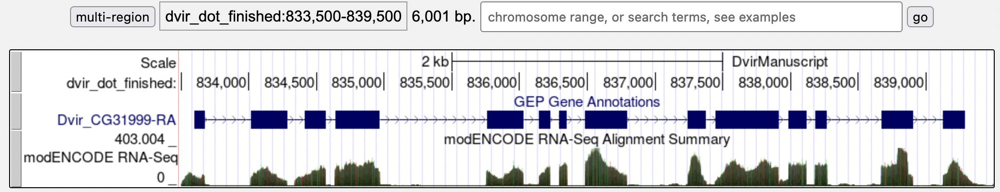 multi-region dvir_dot_finished:833,500-839,500 6,001 bp. chromosome range, or search terms, see examples go
Scale 2 kb DvirManuscript
dvir_dot_finished: 834,000 834,500 835,000 835,500 836,000 836,500 837,000 837,500 838,000 838,500 839,000
GEP Gene Annotations
Dvir_CG31999-RA
403.004 _ modENCODE RNA-Seq Alignment Summary
modENCODE RNA-Seq
0 _